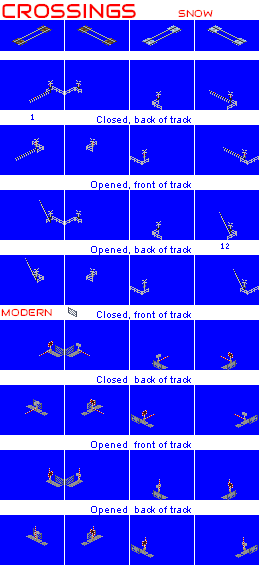 CROSSINGS
SNOW
1
Closed, back of track
Opened, front of track
Opened, back of track
12
MODERN
Closed, front of track
Closed back of track
Opened front of track
Opened back of track